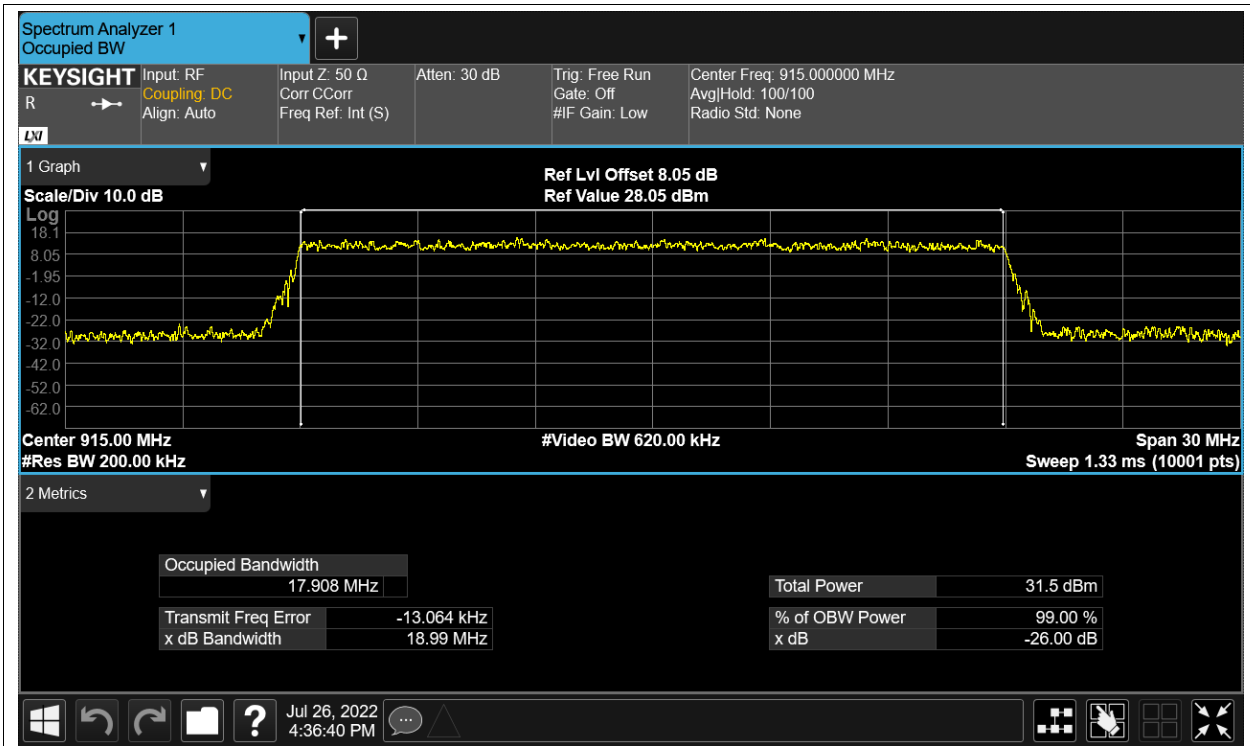 Spectrum Analyzer 1
Occupied BW
KEYSIGHT
R
LXI
Input: RF
Coupling: DC
Align: Auto
Input Z: 50 Ω
Corr CCorr
Freq Ref: Int (S)
Atten: 30 dB
Trig: Free Run
Gate: Off
#IF Gain: Low
Center Freq: 915.000000 MHz
Avg|Hold: 100/100
Radio Std: None
1 Graph
Scale/Div 10.0 dB
Ref Lvl Offset 8.05 dB
Ref Value 28.05 dBm
Log
18.1
8.05
-1.95
-12.0
-22.0
-32.0
-42.0
-52.0
-62.0
Center 915.00 MHz
#Video BW 620.00 kHz
Span 30 MHz
#Res BW 200.00 kHz
Sweep 1.33 ms (10001 pts)
2 Metrics
Occupied Bandwidth
17.908 MHz
Total Power 31.5 dBm
Transmit Freq Error -13.064 kHz
% of OBW Power 99.00 %
x dB Bandwidth 18.99 MHz
x dB -26.00 dB
?
Jul 26, 2022
4:36:40 PM